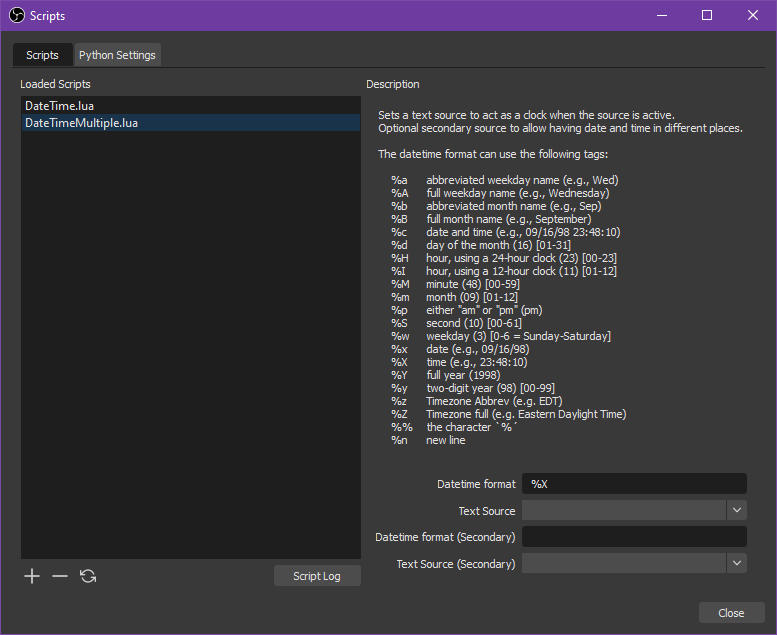 Scripts
Scripts
Python Settings
Loaded Scripts
DateTime.lua
DateTimeMultiple.lua
Script Log
Description
Sets a text source to act as a clock when the source is active.
Optional secondary source to allow having date and time in different places.
The datetime format can use the following tags:
%a abbreviated weekday name (e.g., Wed)
%A full weekday name (e.g., Wednesday)
%b abbreviated month name (e.g., Sep)
%B full month name (e.g., September)
%c date and time (e.g., 09/16/98 23:48:10)
%d day of the month (16) [01-31]
%H hour, using a 24-hour clock (23) [00-23]
%I hour, using a 12-hour clock (11) [01-12]
%M minute (48) [00-59]
%m month (09) [01-12]
%p either "am" or "pm" (pm)
%S second (10) [00-61]
%w weekday (3) [0-6 = Sunday-Saturday]
%x date (e.g., 09/16/98)
%X time (e.g., 23:48:10)
%Y full year (1998)
%y two-digit year (98) [00-99]
%z Timezone Abbrev (e.g. EDT)
%Z Timezone full (e.g. Eastern Daylight Time)
%% the character `%´
%n new line
Datetime format %X
Text Source
Datetime format (Secondary)
Text Source (Secondary)
Close